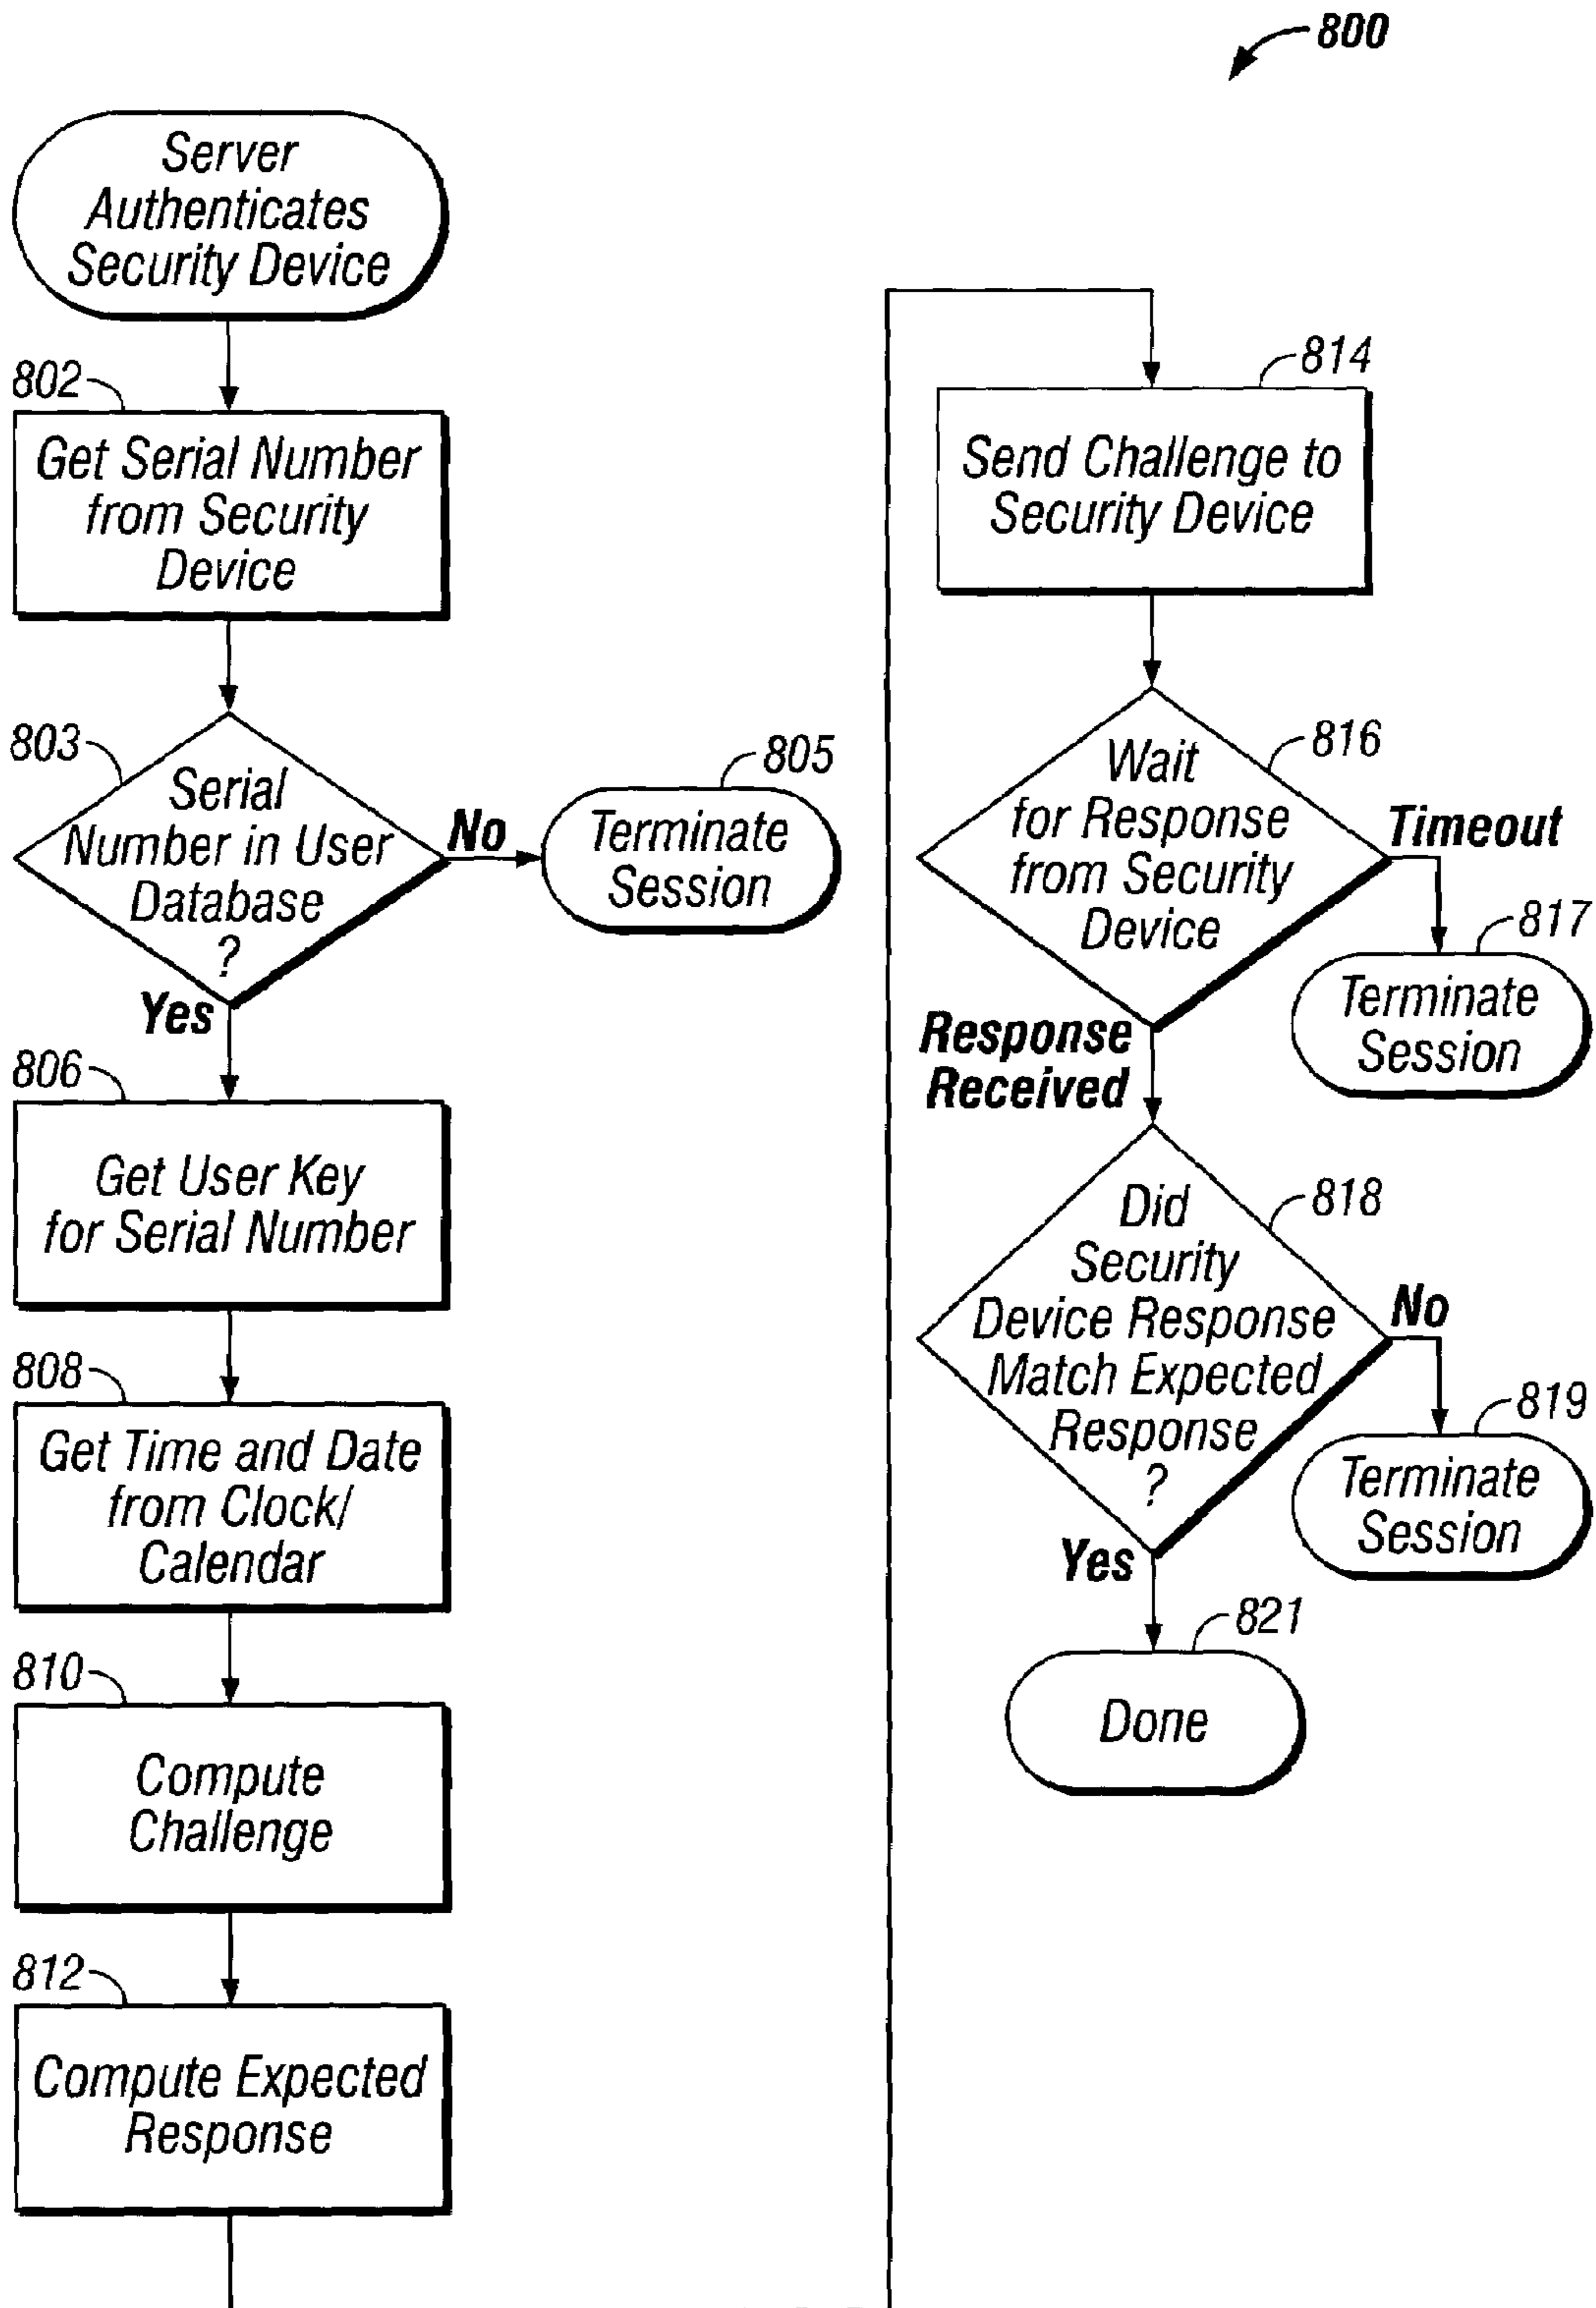 800
Server
Authenticates
Security Device
802
Get Serial Number
from Security
Device
803
Serial
Number in User
Database
?
No
805
Terminate
Session
Yes
806
Get User Key
for Serial Number
808
Get Time and Date
from Clock/
Calendar
810
Compute
Challenge
812
Compute Expected
Response
814
Send Challenge to
Security Device
816
Wait
for Response
from Security
Device
Timeout
817
Terminate
Session
Response
Received
818
Did
Security
Device Response
Match Expected
Response
?
No
819
Terminate
Session
Yes
821
Done